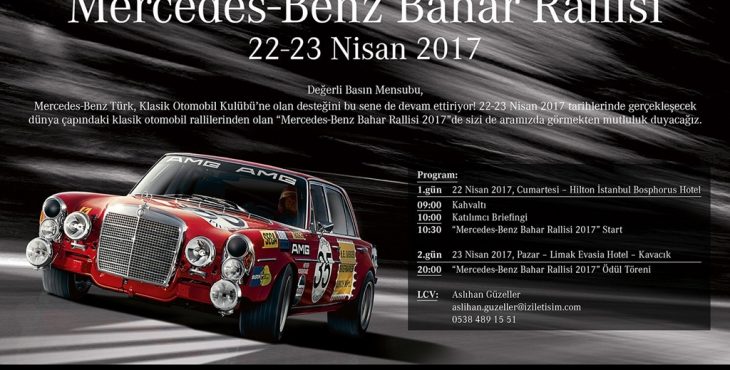 Mercedes-Benz Bahar Rallisi
22-23 Nisan 2017
Değerli Basın Mensubu,
Mercedes-Benz Türk, Klasik Otomobil Kulübü’ne olan desteğini bu sene de devam ettiriyor! 22-23 Nisan 2017 tarihlerinde gerçekleşecek
dünya çapındaki klasik otomobil rallilerinden olan “Mercedes-Benz Bahar Rallisi 2017”de sizi de aramızda görmekten mutluluk duyacağız.
Program:
1.gün 22 Nisan 2017, Cumartesi – Hilton İstanbul Bosphorus Hotel
09:00 Kahvaltı
10:00 Katılımcı Briefingi
10:30 “Mercedes-Benz Bahar Rallisi 2017” Start
2.gün 23 Nisan 2017, Pazar – Limak Evasia Hotel – Kavacık
20:00 “Mercedes-Benz Bahar Rallisi 2017” Ödül Töreni
LCV: Aslıhan Güzeller
aslihan.guzeller@iziletisim.com
0538 489 15 51
AMG AMG
AMG
35